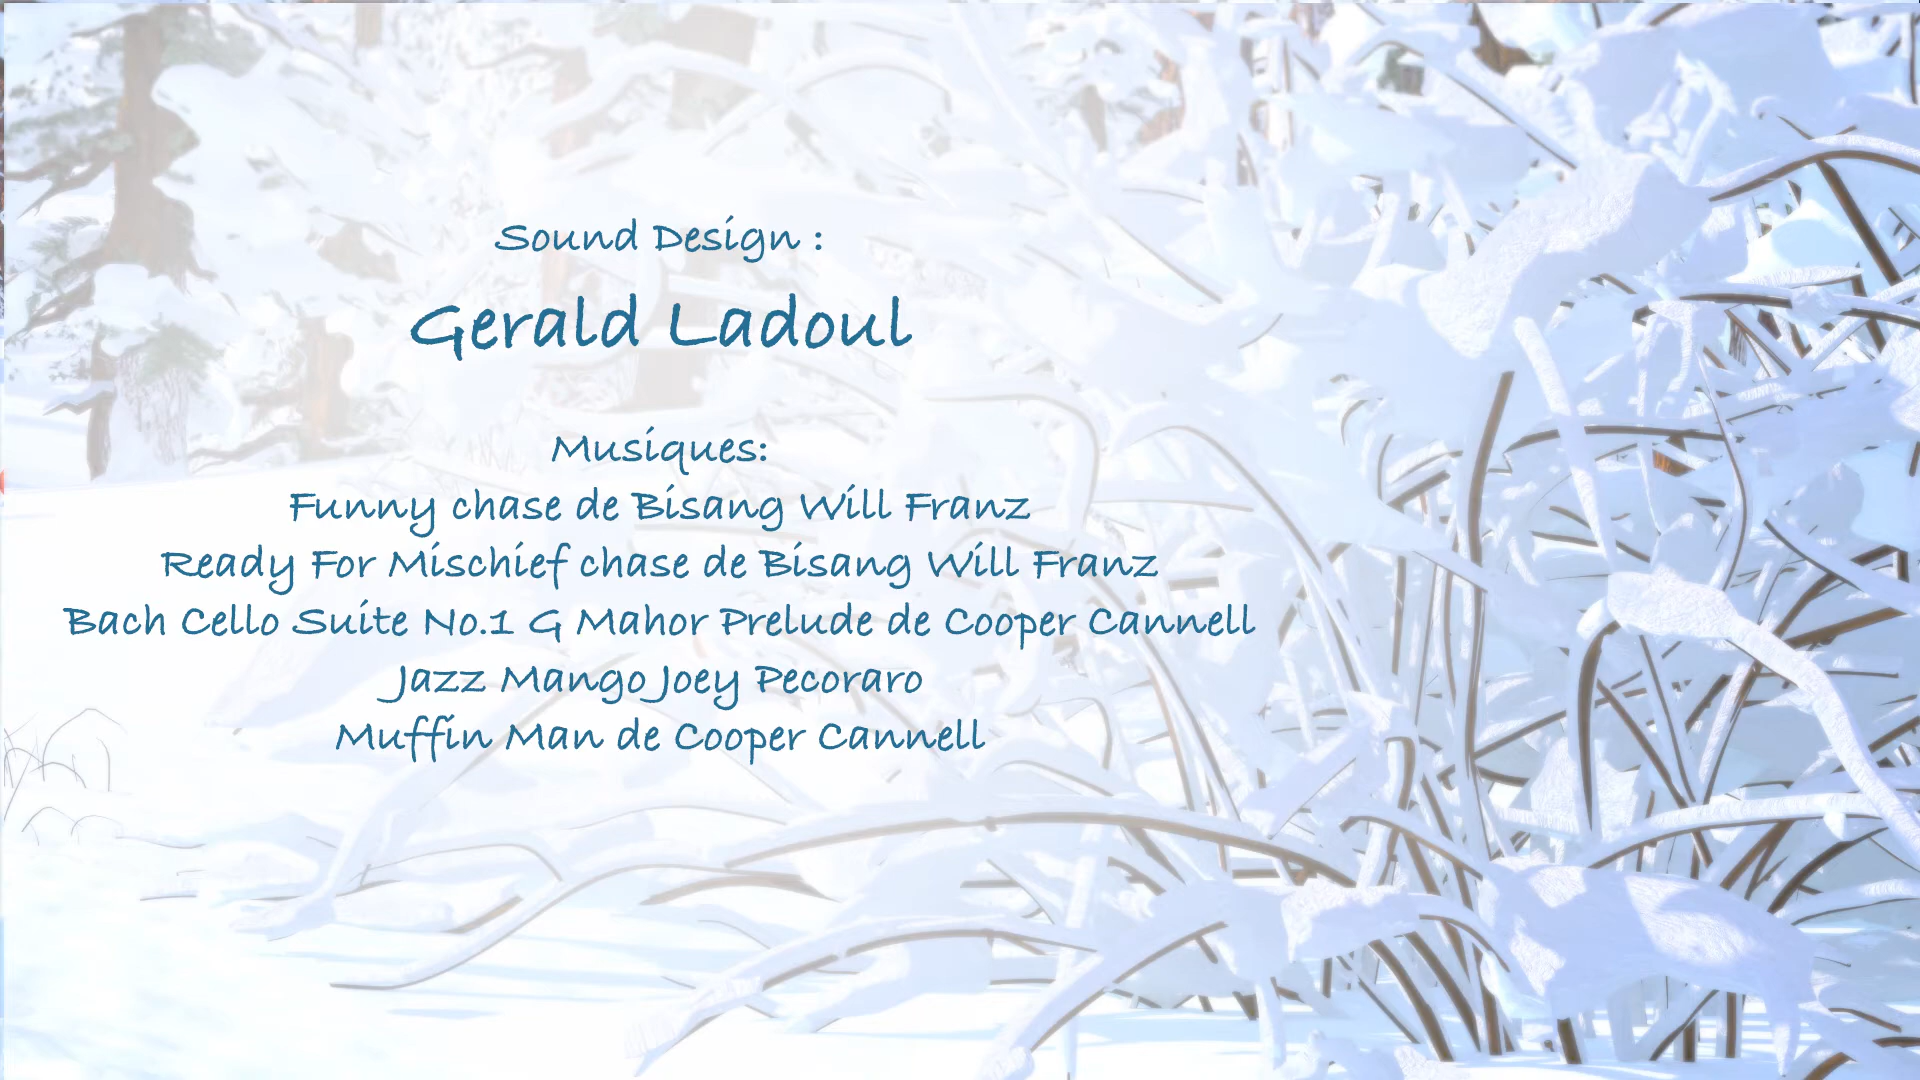 Sound Design :
Gerald Ladoul
Musiques:
Funny chase de Bisang Will Franz
Ready For Mischief chase de Bisang Will Franz
Bach Cello Suite No.1 G Mahor Prelude de Cooper Cannell
Jazz Mango Joey Pecoraro
Muffin Man de Cooper Cannell